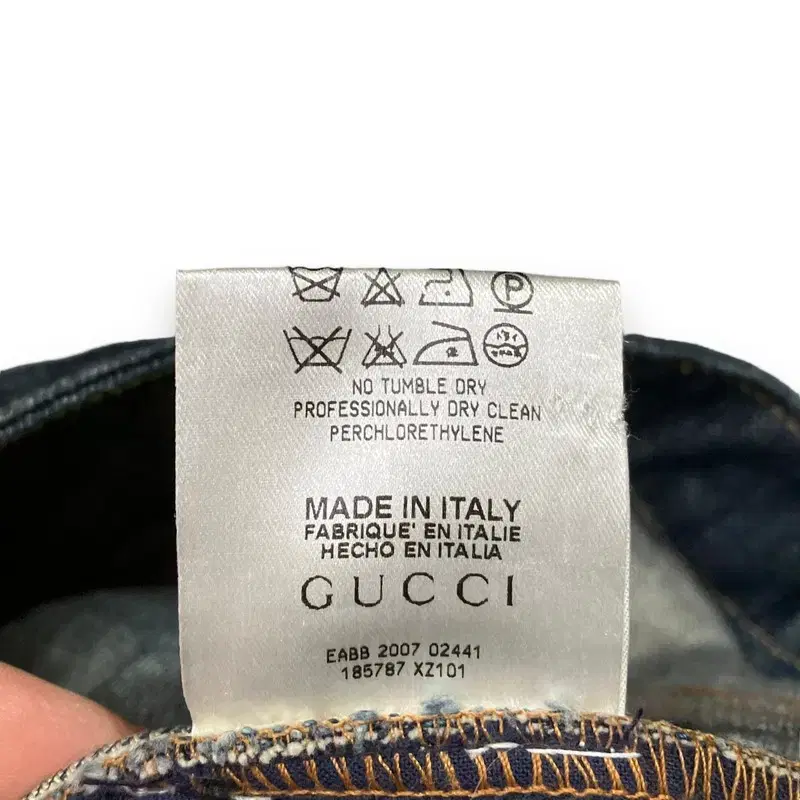 P
NO TUMBLE DRY
PROFESSIONALLY DRY CLEAN
PERCHLORETHYLENE
MADE IN ITALY
FABRIQUE' EN ITALIE
HECHO EN ITALIA
GUCCI
EABB 2007 02441
185787 XZ101